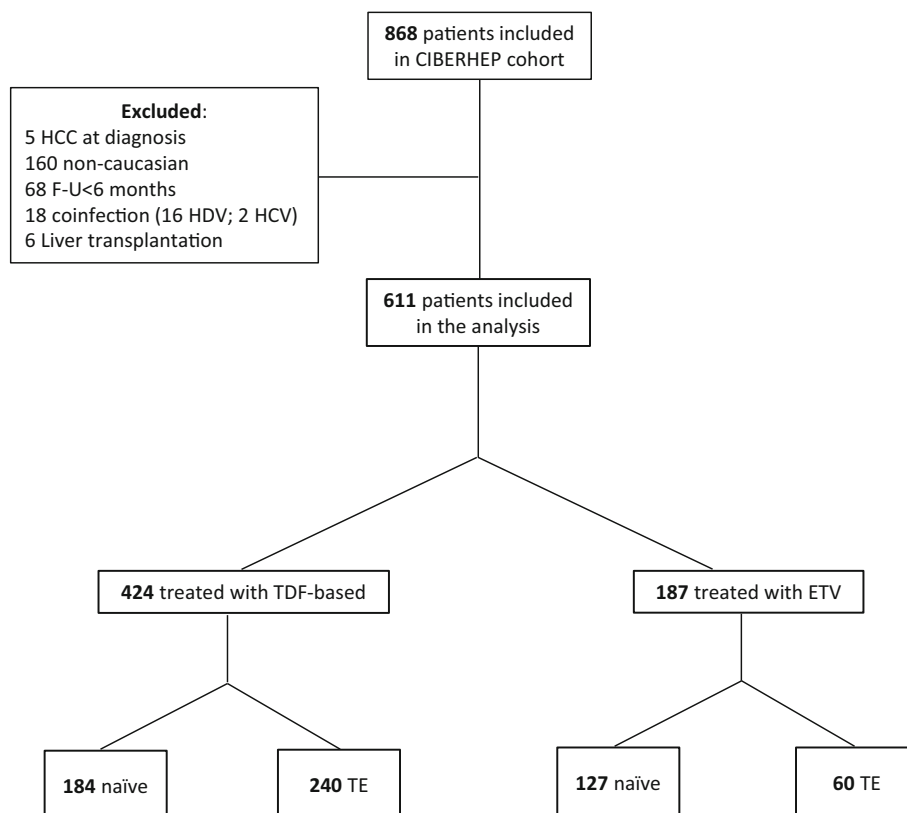 868 patients included
in CIBERHEP cohort
Excluded:
5 HCC at diagnosis
160 non-caucasian
68 F-U<6 months
18 coinfection (16 HDV; 2 HCV)
6 Liver transplantation
611 patients included
in the analysis
424 treated with TDF-based
187 treated with ETV
184 naïve
240 TE
127 naïve
60 TE